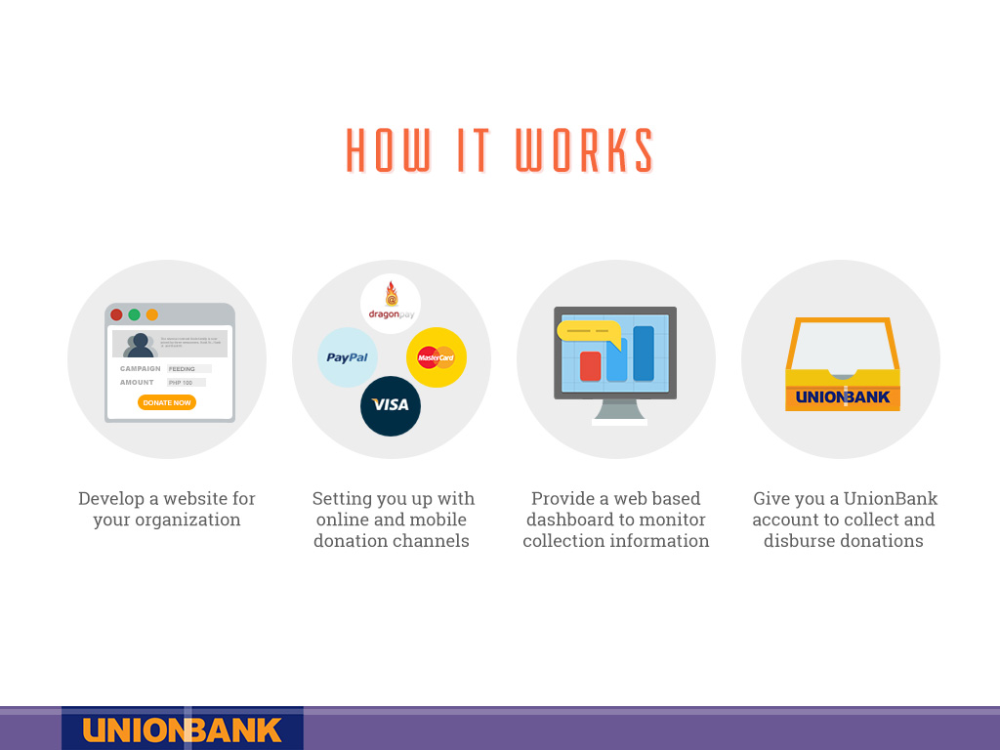 HOW IT WORKS
CAMPAIGN FEEDING
AMOUNT PHP 100
DONATE NOW
dragonpay
PayPal
MasterCard
VISA
UNIONBANK
Develop a website for
your organization
Setting you up with
online and mobile
donation channels
Provide a web based
dashboard to monitor
collection information
Give you a UnionBank
account to collect and
disburse donations
UNIONBANK